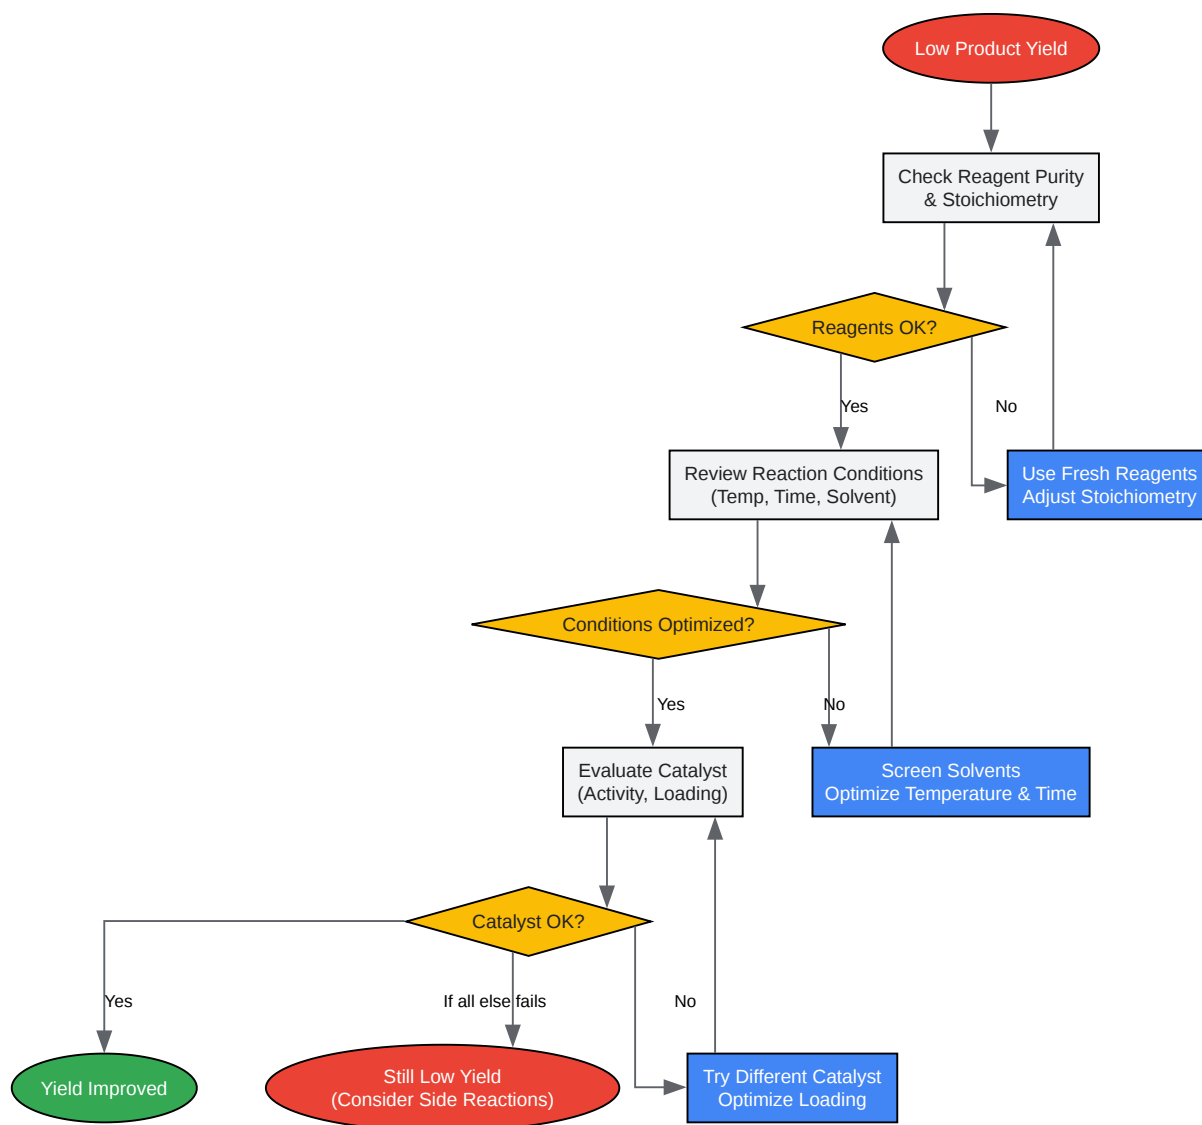 Low Product Yield
Check Reagent Purity
& Stoichiometry
Reagents OK?
Yes
No
Review Reaction Conditions
(Temp, Time, Solvent)
Use Fresh Reagents
Adjust Stoichiometry
Conditions Optimized?
Yes
No
Evaluate Catalyst
(Activity, Loading)
Screen Solvents
Optimize Temperature & Time
Catalyst OK?
Yes
If all else fails
No
Yield Improved
Still Low Yield
(Consider Side Reactions)
Try Different Catalyst
Optimize Loading